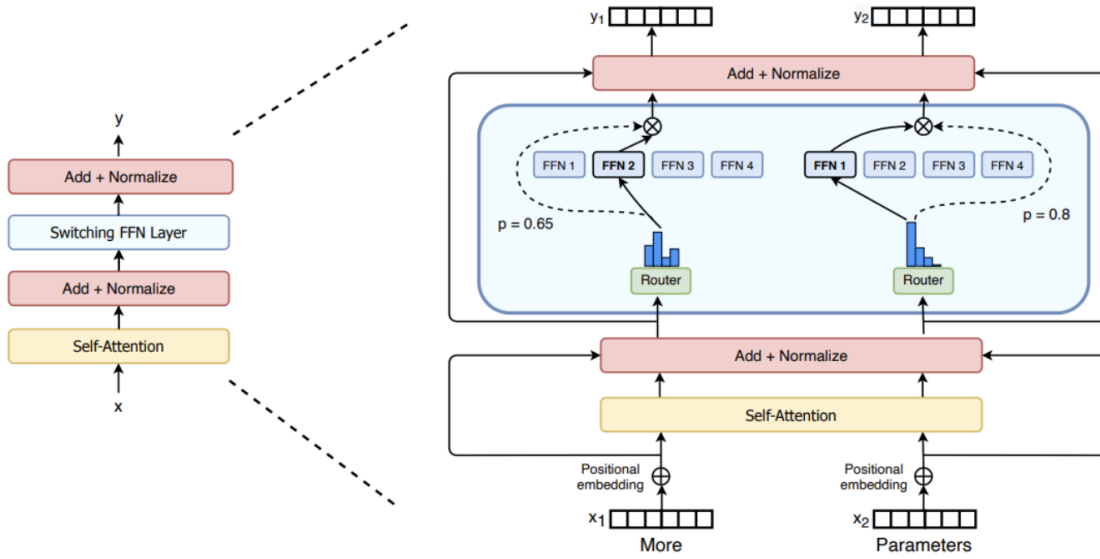 y
Add + Normalize
Switching FFN Layer
Add + Normalize
Self-Attention
x
y1 y2
Add + Normalize
FFN 1 FFN 2 FFN 3 FFN 4 FFN 1 FFN 2 FFN 3 FFN 4
p = 0.65 p = 0.8
Router Router
Add + Normalize
Self-Attention
Positional
embedding
Positional
embedding
x1 x2
More Parameters